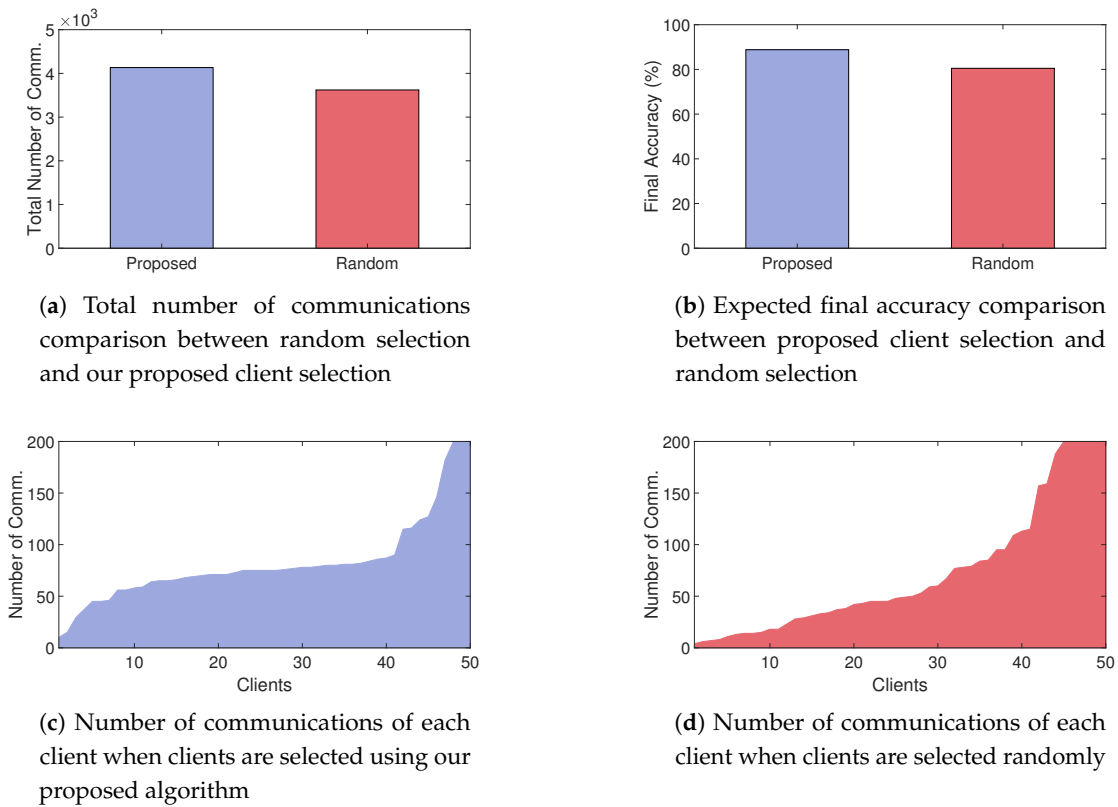 ×10³
5
4
3
2
1
0
Total Number of Comm.
Proposed
Random
100
80
60
40
20
0
Final Accuracy (%)
Proposed
Random
(a) Total number of communications
comparison between random selection
and our proposed client selection
(b) Expected final accuracy comparison
between proposed client selection and
random selection
200
150
100
50
0
Number of Comm.
10 20 30 40 50
Clients
200
150
100
50
0
Number of Comm.
10 20 30 40 50
Clients
(c) Number of communications of each
client when clients are selected using our
proposed algorithm
(d) Number of communications of each
client when clients are selected randomly